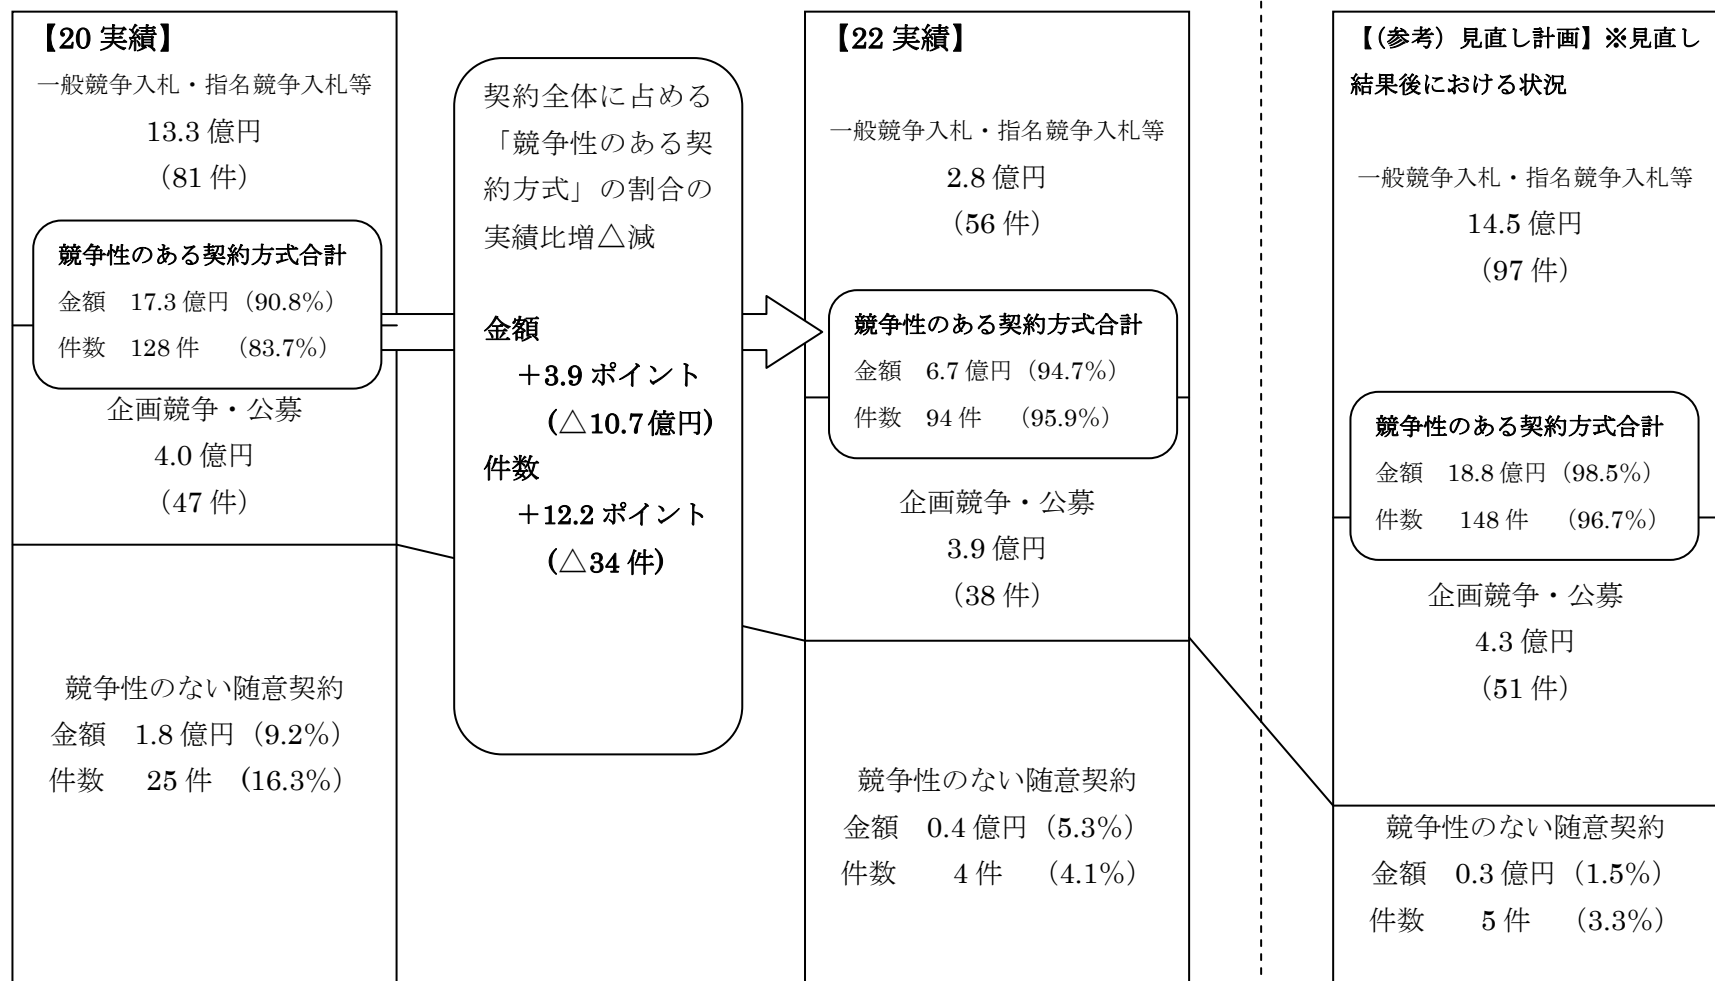 【20 実績】
一般競争入札・指名競争入札等
13.3 億円
（81 件）
競争性のある契約方式合計
金額 17.3 億円（90.8%）
件数 128 件 （83.7%）
企画競争・公募
4.0 億円
（47 件）
競争性のない随意契約
金額 1.8 億円（9.2%）
件数 25 件 （16.3%）
契約全体に占める
「競争性のある契
約方式」の割合の
実績比増△減
金額
＋3.9 ポイント
（△10.7 億円）
件数
＋12.2 ポイント
（△34 件）
【22 実績】
一般競争入札・指名競争入札等
2.8 億円
（56 件）
競争性のある契約方式合計
金額 6.7 億円（94.7%）
件数 94 件 （95.9%）
企画競争・公募
3.9 億円
（38 件）
競争性のない随意契約
金額 0.4 億円（5.3%）
件数 4 件 （4.1%）
【（参考）見直し計画】※見直し
結果後における状況
一般競争入札・指名競争入札等
14.5 億円
（97 件）
競争性のある契約方式合計
金額 18.8 億円（98.5%）
件数 148 件 （96.7%）
企画競争・公募
4.3 億円
（51 件）
競争性のない随意契約
金額 0.3 億円（1.5%）
件数 5 件 （3.3%）